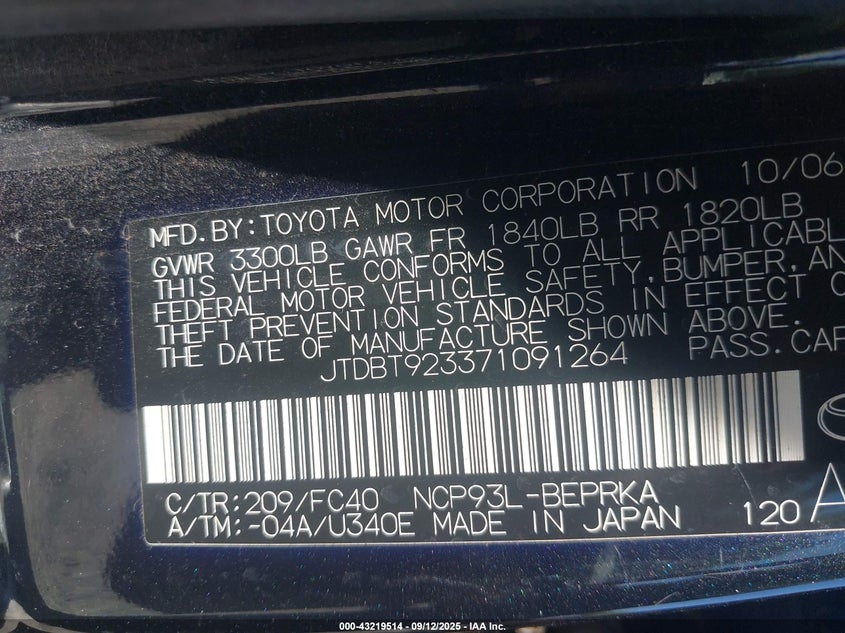 MFD.BY:TOYOTA MOTOR CORPORATION 10/06
GVWR 3300LB GAWR FR 1840LB RR 1820LB
THIS VEHICLE CONFORMS TO ALL APPLICABL
FEDERAL MOTOR VEHICLE SAFETY,BUMPER,AN
THEFT PREVENTION STANDARDS IN EFFECT O
THE DATE OF MANUFACTURE SHOWN ABOVE.
JTDBT923371091264 PASS.CAR
C/TR:209/FC40 NCP93L-BEPRKA
A/TM:-04A/U340E MADE IN JAPAN 120 A
000-43219514 - 09/12/2025 - IAA Inc.